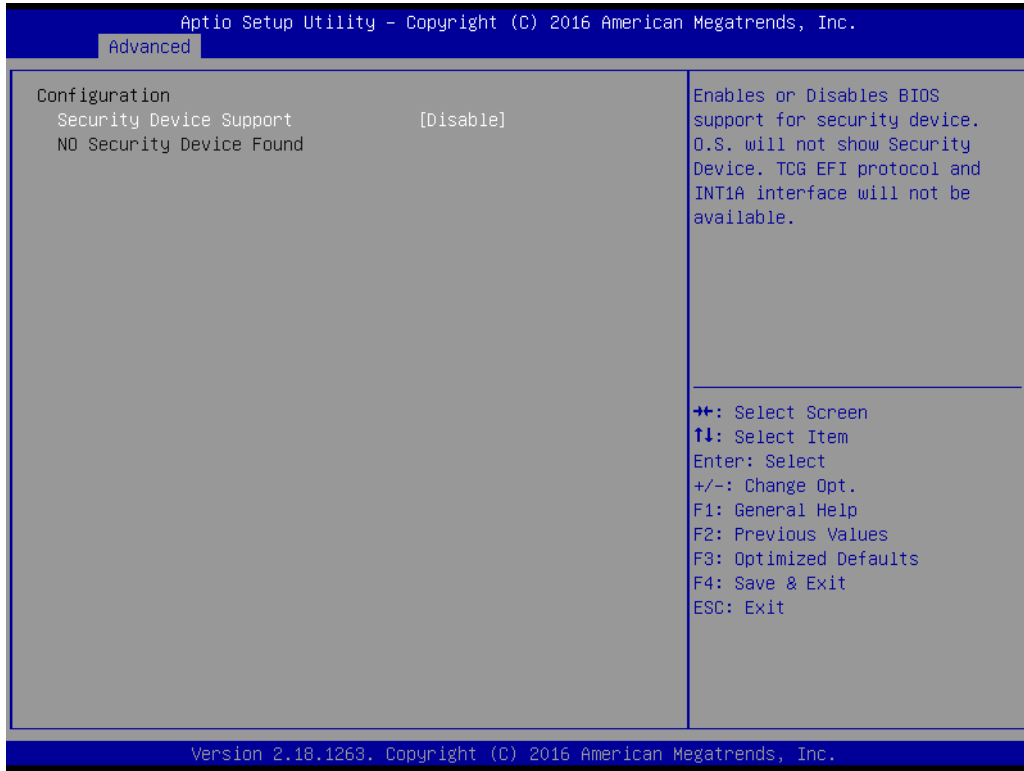 Aptio Setup Utility – Copyright (C) 2016 American Megatrends, Inc.
Advanced
Configuration
Security Device Support [Disable]
NO Security Device Found
Enables or Disables BIOS
support for security device.
O.S. will not show Security
Device. TCG EFI protocol and
INT1A interface will not be
available.
→←: Select Screen
↑↓: Select Item
Enter: Select
+/-: Change Opt.
F1: General Help
F2: Previous Values
F3: Optimized Defaults
F4: Save & Exit
ESC: Exit
Version 2.18.1263. Copyright (C) 2016 American Megatrends, Inc.